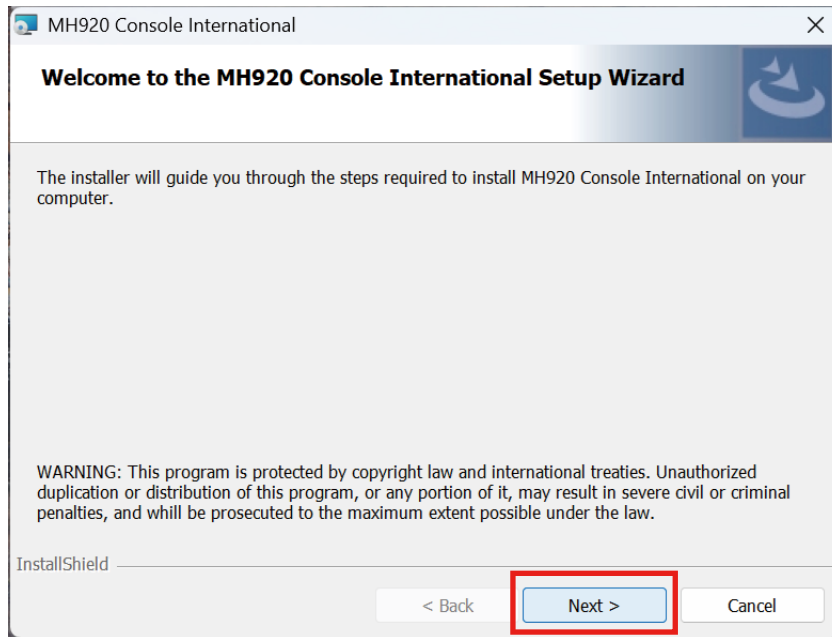 MH920 Console International
Welcome to the MH920 Console International Setup Wizard
The installer will guide you through the steps required to install MH920 Console International on your
computer.
WARNING: This program is protected by copyright law and international treaties. Unauthorized
duplication or distribution of this program, or any portion of it, may result in severe civil or criminal
penalties, and whill be prosecuted to the maximum extent possible under the law.
InstallShield
< Back Next > Cancel